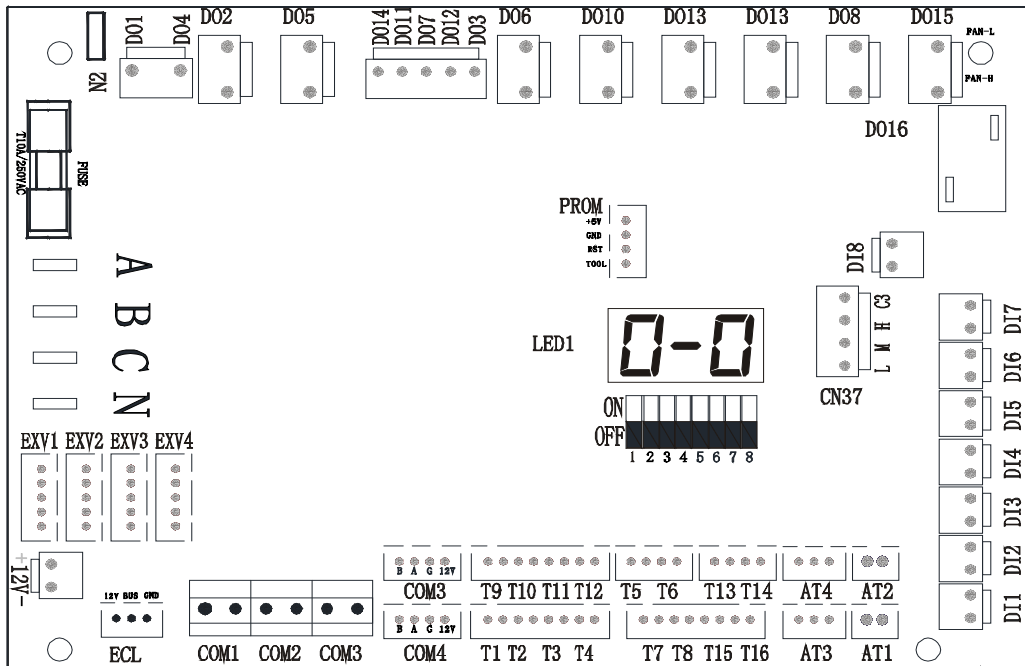 DO1 DO4 DO2 DO5 DO14 DO11 DO7 DO12 DO3 DO6 DO10 DO13 DO13 DO8 DO15
PAN-L
PAN-H
N2
DO16
T10A/250VAC FUSE
PROM
+5V
GND
RST
TOOL
DI8
A
B
C
N
C3
H
M
L
CN37
LED1 0-0
ON
OFF
1 2 3 4 5 6 7 8
DI7
DI6
DI5
DI4
DI3
DI2
DI1
EXV1 EXV2 EXV3 EXV4
+12V-
12V BUS GND
ECL
COM1 COM2 COM3
B A G 12V
COM3 T9 T10 T11 T12 T5 T6 T13 T14 AT4 AT2
B A G 12V
COM4 T1 T2 T3 T4 T7 T8 T15 T16 AT3 AT1